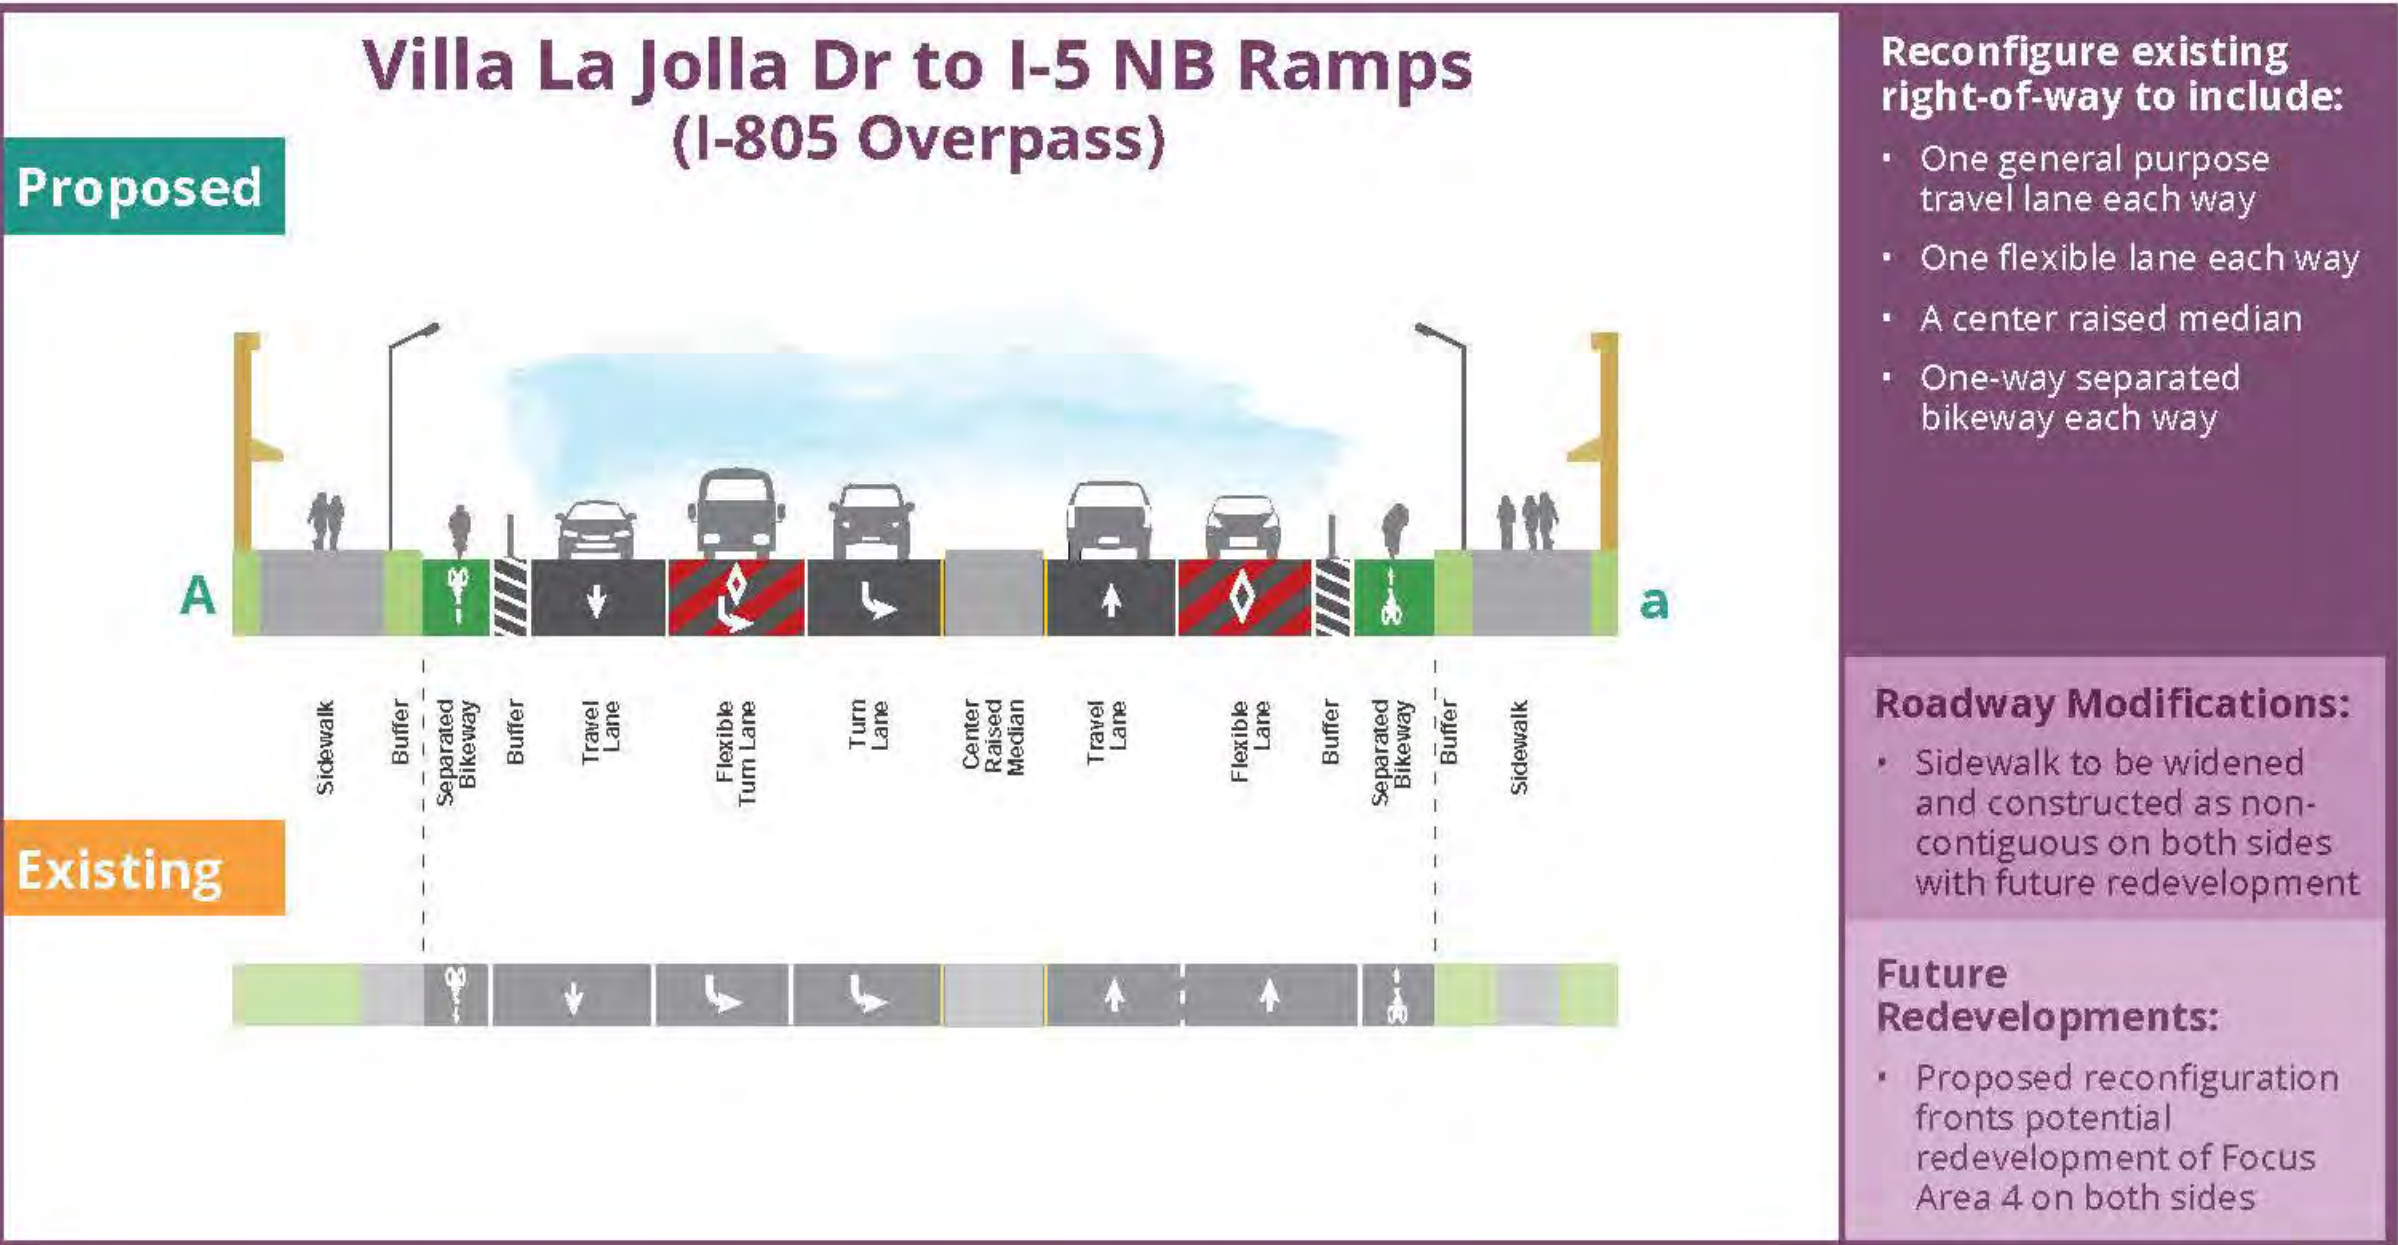 Villa La Jolla Dr to I-5 NB Ramps
(I-805 Overpass)
Proposed
A
a
Sidewalk
Buffer
Separated
Bikeway
Buffer
Travel
Lane
Flexible
Turn Lane
Turn
Lane
Center
Raised
Median
Travel
Lane
Flexible
Lane
Buffer
Separated
Bikeway
Buffer
Sidewalk
Existing
Reconfigure existing
right-of-way to include:
• One general purpose
travel lane each way
• One flexible lane each way
• A center raised median
• One-way separated
bikeway each way
Roadway Modifications:
• Sidewalk to be widened
and constructed as non-
contiguous on both sides
with future redevelopment
Future
Redevelopments:
• Proposed reconfiguration
fronts potential
redevelopment of Focus
Area 4 on both sides